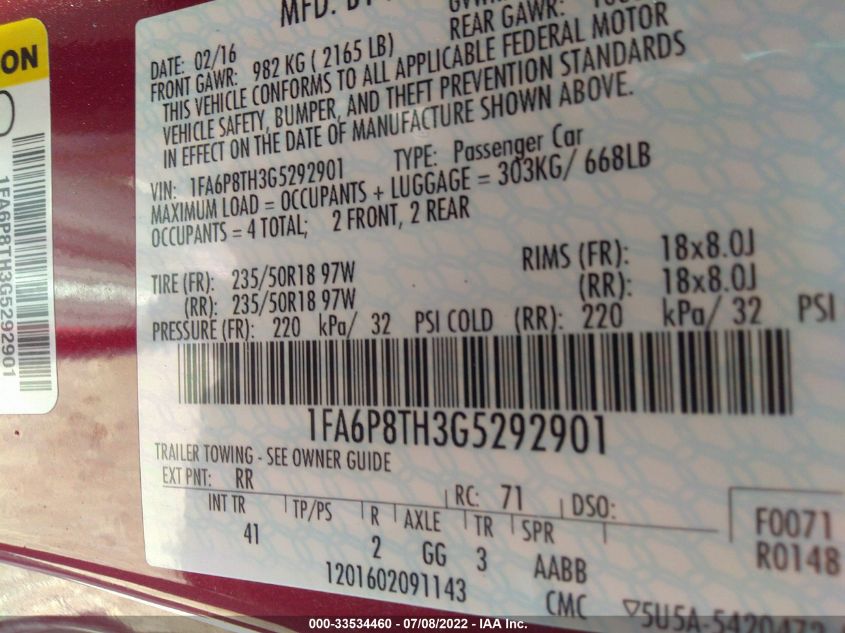 MFD. BY
REAR GAWR:
DATE: 02/16
FRONT GAWR: 982 KG ( 2165 LB)
THIS VEHICLE CONFORMS TO ALL APPLICABLE FEDERAL MOTOR
VEHICLE SAFETY, BUMPER, AND THEFT PREVENTION STANDARDS
IN EFFECT ON THE DATE OF MANUFACTURE SHOWN ABOVE.
VIN: 1FA6P8TH3G5292901 TYPE: Passenger Car
MAXIMUM LOAD = OCCUPANTS + LUGGAGE = 303KG/ 668LB
OCCUPANTS = 4 TOTAL; 2 FRONT, 2 REAR
TIRE (FR): 235/50R18 97W RIMS (FR): 18x8.0J
(RR): 235/50R18 97W (RR): 18x8.0J
PRESSURE (FR): 220 kPa/ 32 PSI COLD (RR): 220 kPa/ 32 PSI
1FA6P8TH3G5292901
TRAILER TOWING - SEE OWNER GUIDE
EXT PNT: RR RC: 71 DSO:
INT TR TP/PS R AXLE TR SPR F0071
41 2 GG 3 AABB R0148
1201602091143 CMC
ON
1FA6P8TH3G5292901
000-33534460 - 07/08/2022 - IAA Inc.